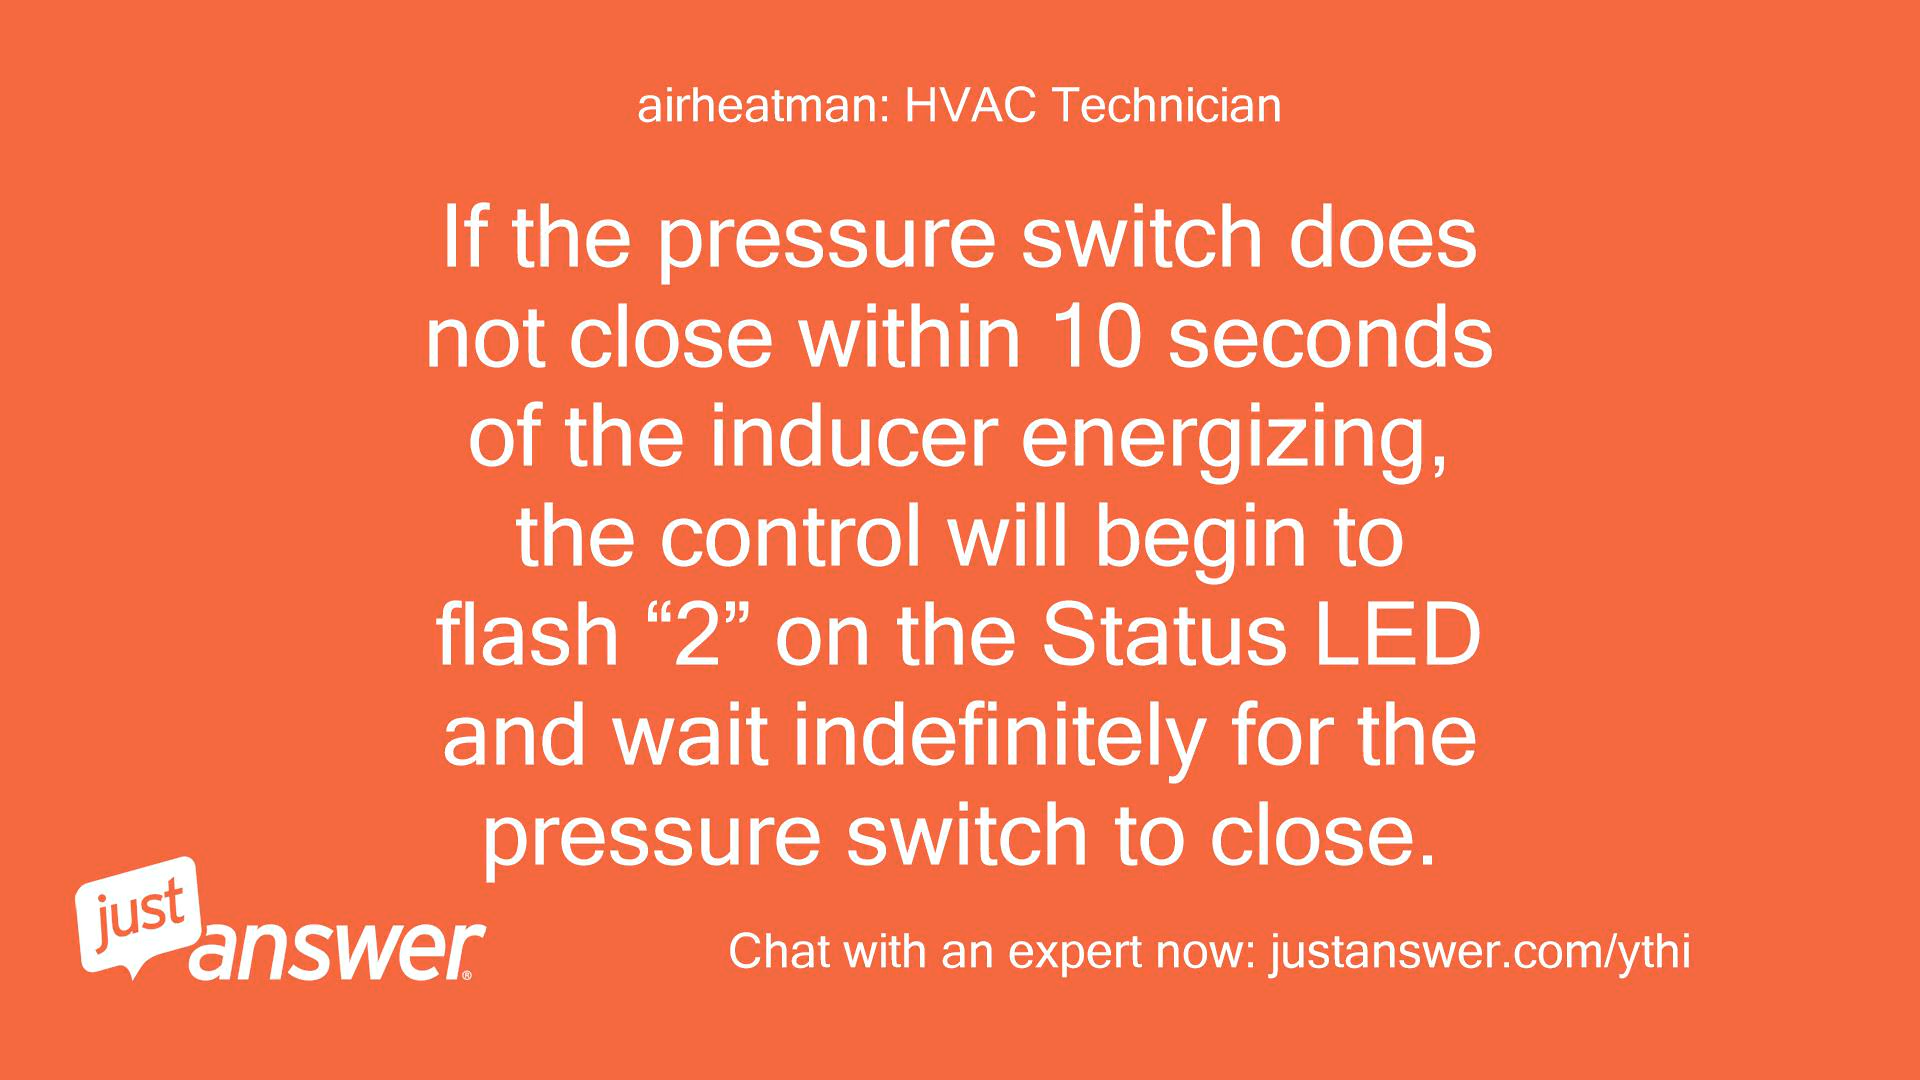 airheatman: HVAC Technician
If the pressure switch does
not close within 10 seconds
of the inducer energizing,
the control will begin to
flash “2” on the Status LED
and wait indefinitely for the
pressure switch to close.
just
answer®
Chat with an expert now: justanswer.com/ythi